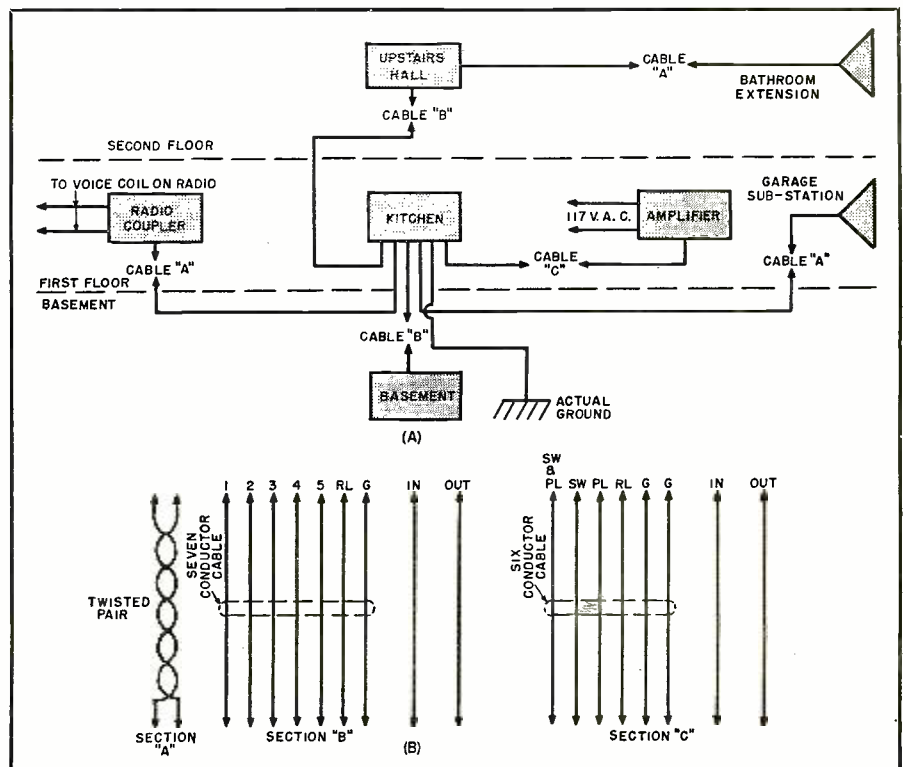 UPSTAIRS
HALL
CABLE
"A"
BATHROOM
EXTENSION
CABLE "B"
SECOND FLOOR
TO VOICE COIL ON RADIO
RADIO
COUPLER
KITCHEN
117 V. A.C.
AMPLIFIER
GARAGE
SUB-STATION
CABLE "A"
CABLE
"C"
CABLE "A"
FIRST FLOOR
BASEMENT
CABLE "B"
BASEMENT
ACTUAL
GROUND
(A)
TWISTED
PAIR
SECTION
"A"
1 2 3 4 5 RL G IN OUT
SEVEN
CONDUCTOR
CABLE
SECTION "B"
(B)
SW
&
PL SW PL RL G G IN OUT
SIX
CONDUCTOR
CABLE
SECTION "C"